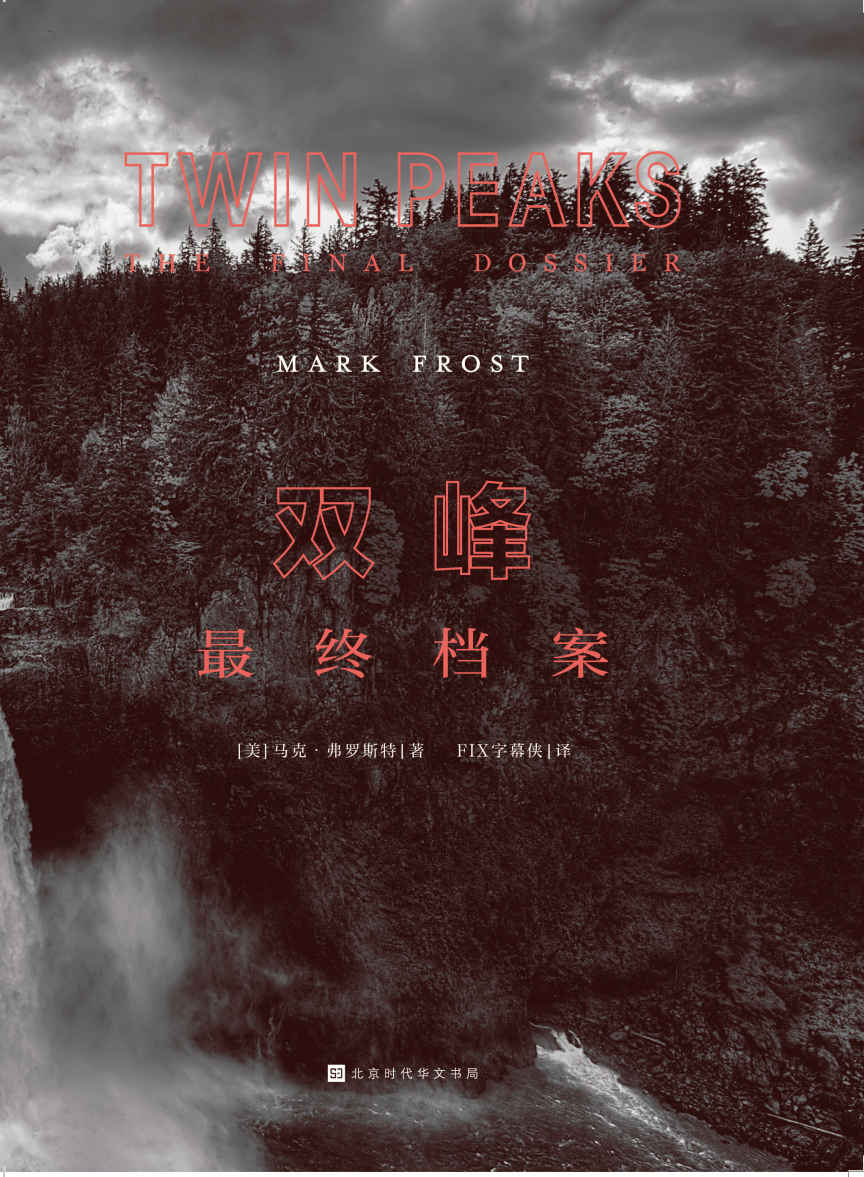 TWIN PEAKS
THE FINAL DOSSIER
MARK FROST
双峰
最终档案
[美]马克·弗罗斯特|著 FIX字幕侠|译
北京时代华文书局